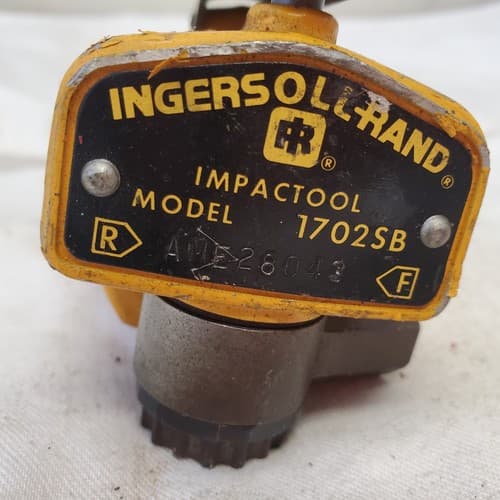 INGERSOLL-RAND®
IR®
IMPACTOOL
MODEL 1702SB
R F